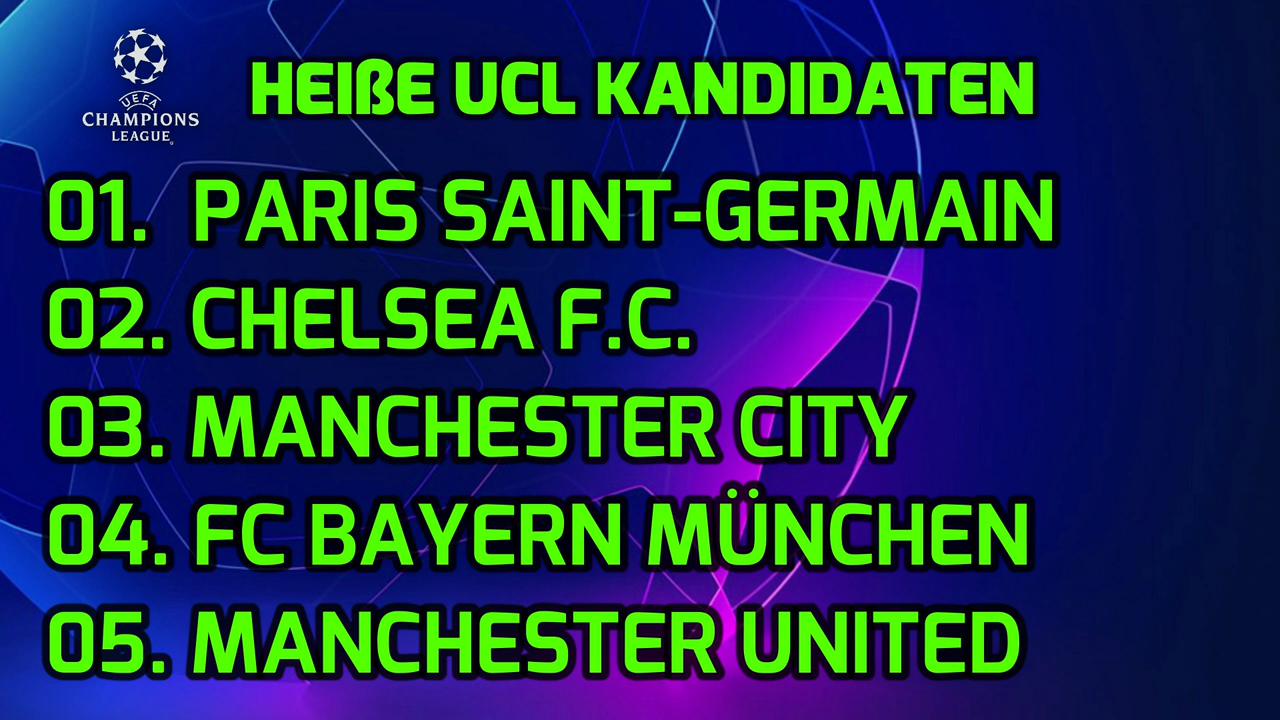 UEFA
CHAMPIONS
LEAGUE
HEIßE UCL KANDIDATEN
01. PARIS SAINT-GERMAIN
02. CHELSEA F.C.
03. MANCHESTER CITY
04. FC BAYERN MÜNCHEN
05. MANCHESTER UNITED